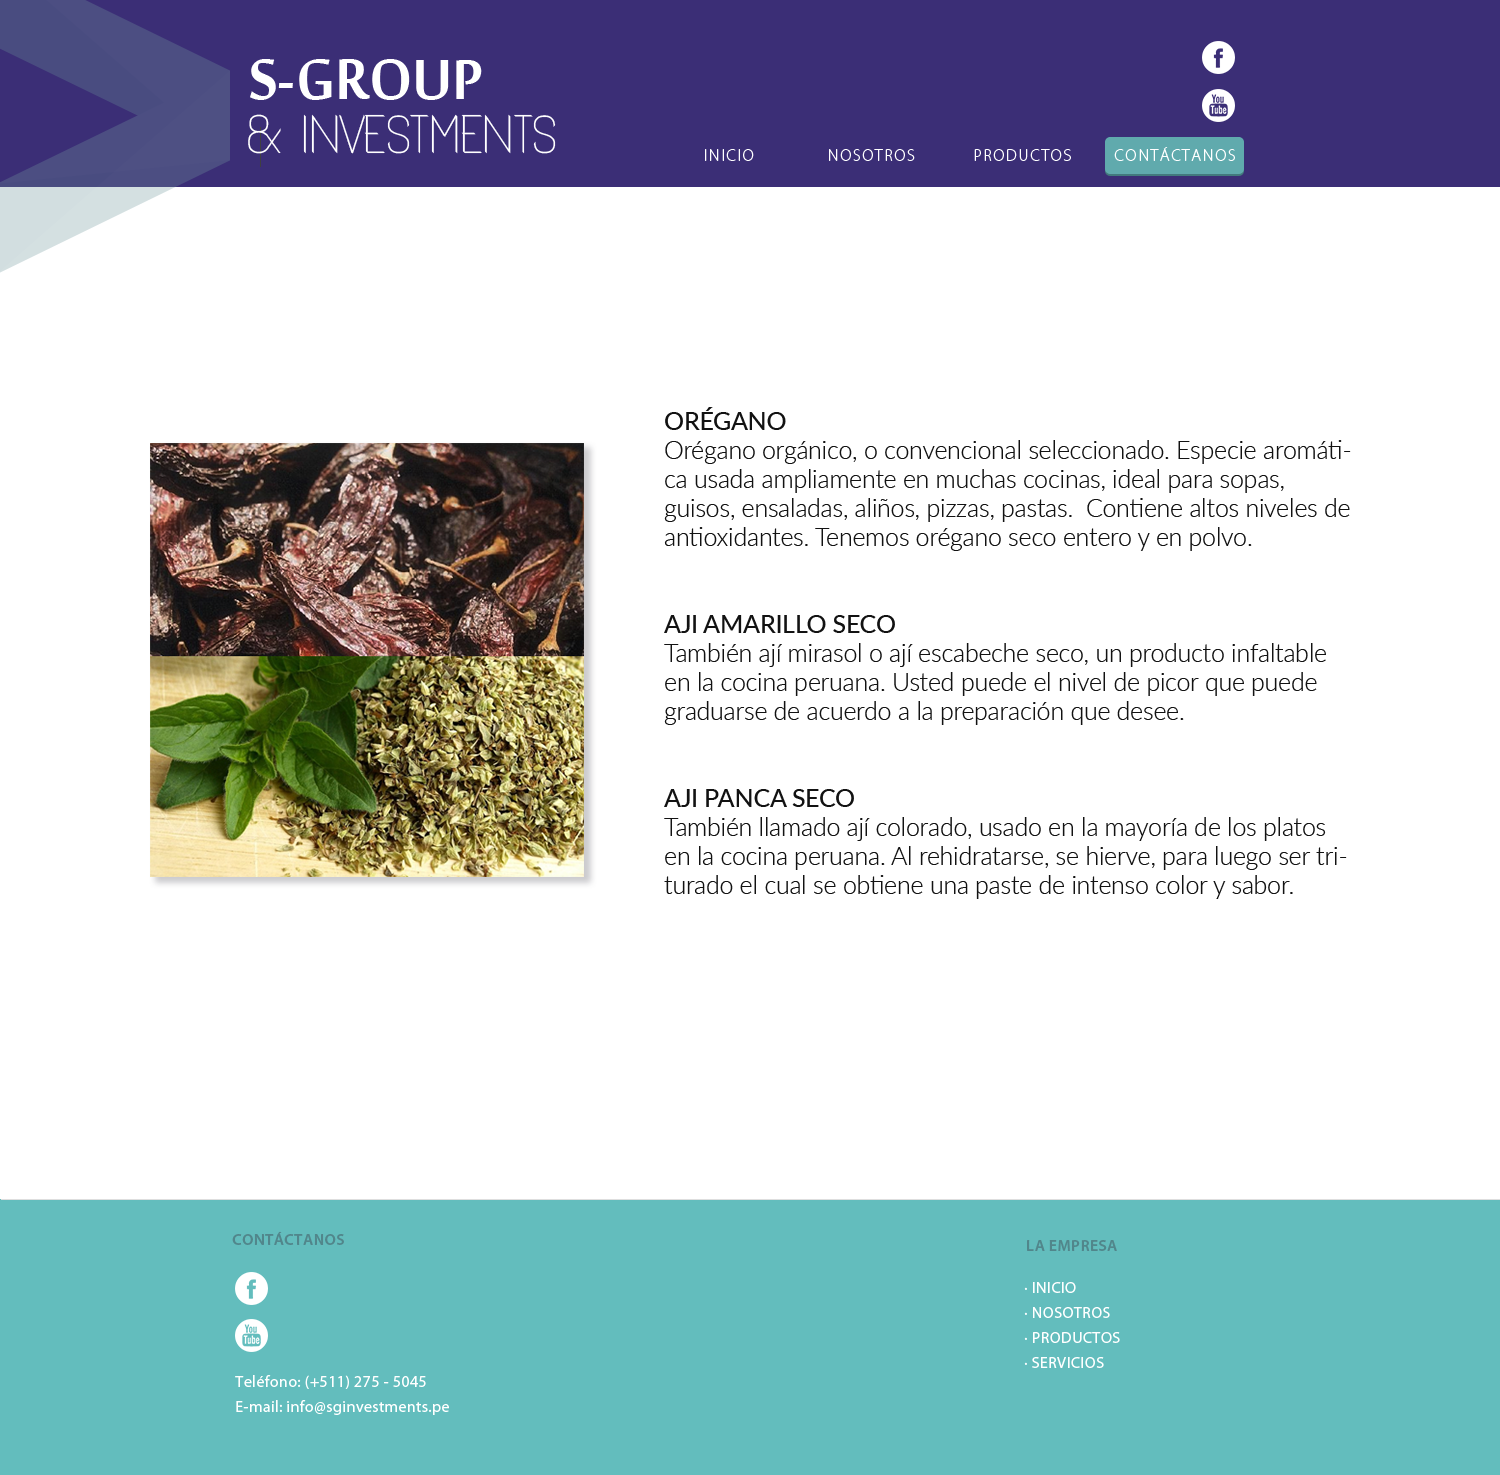 S-GROUP
& INVESTMENTS
INICIO NOSOTROS PRODUCTOS CONTÁCTANOS
You
Tube
ORÉGANO
Orégano orgánico, o convencional seleccionado. Especie aromáti-
ca usada ampliamente en muchas cocinas, ideal para sopas,
guisos, ensaladas, aliños, pizzas, pastas.  Contiene altos niveles de
antioxidantes. Tenemos orégano seco entero y en polvo.
AJI AMARILLO SECO
También ají mirasol o ají escabeche seco, un producto infaltable
en la cocina peruana. Usted puede el nivel de picor que puede
graduarse de acuerdo a la preparación que desee.
AJI PANCA SECO
También llamado ají colorado, usado en la mayoría de los platos
en la cocina peruana. Al rehidratarse, se hierve, para luego ser tri-
turado el cual se obtiene una paste de intenso color y sabor.
CONTÁCTANOS
You
Tube
Teléfono: (+511) 275 - 5045
E-mail: info@sginvestments.pe
LA EMPRESA
· INICIO
· NOSOTROS
· PRODUCTOS
· SERVICIOS